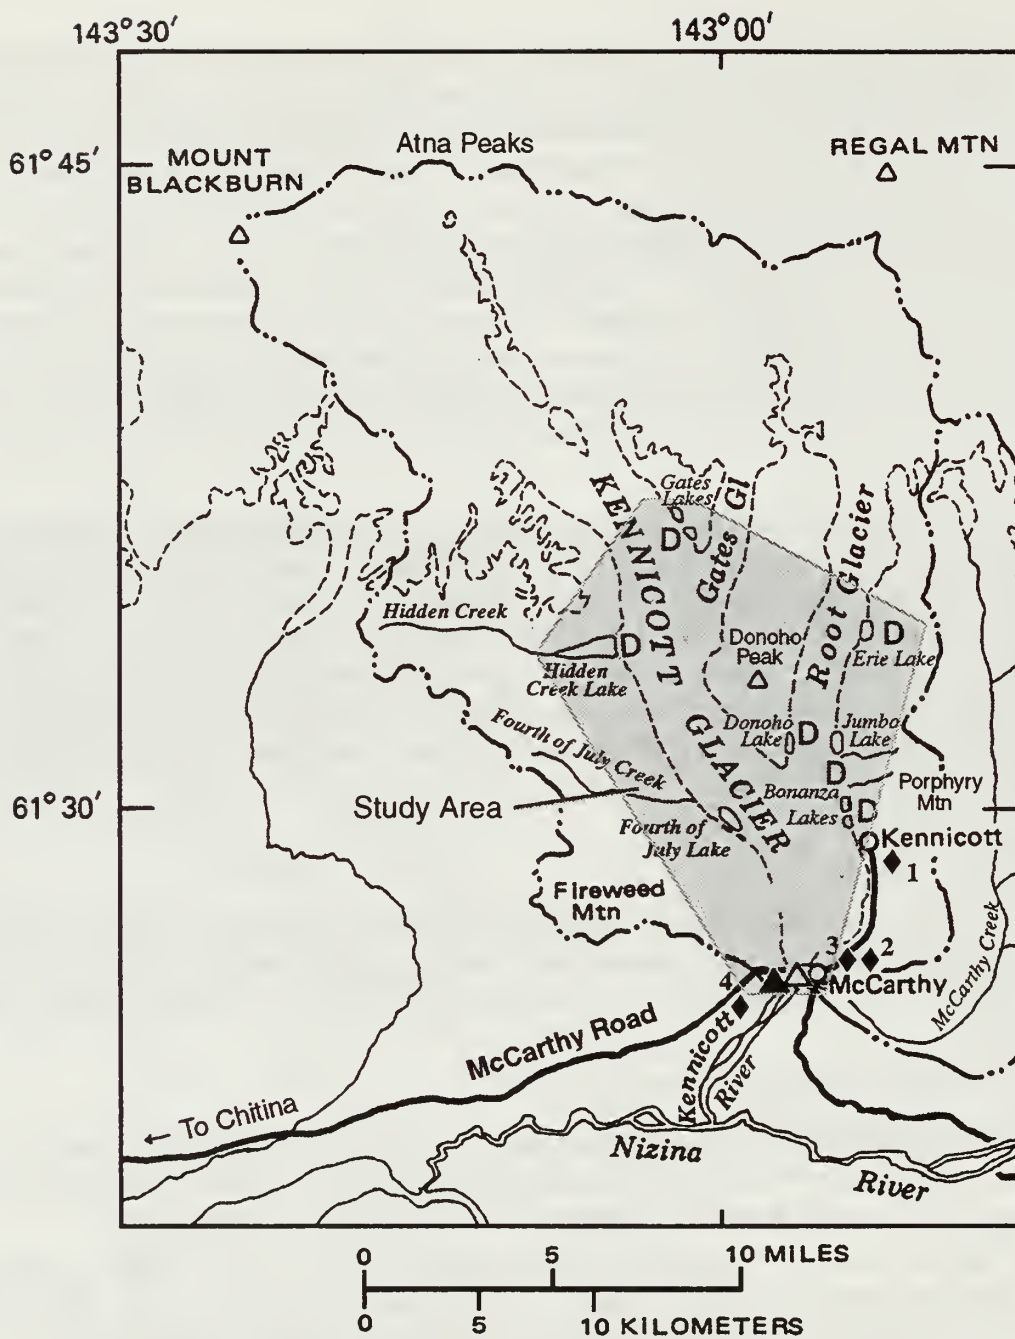 143°30′
143°00′
61°45′
MOUNT
BLACKBURN
Atna Peaks
REGAL MTN
KENNICOTT GLACIER
Gates
Lakes
D
Gates Gl
Root Glacier
Hidden Creek
D
Hidden
Creek Lake
Donoho
Peak
D
Erie Lake
Fourth of July Creek
Donoho
Lake
D
Jumbo
Lake
D
61°30′
Study Area
Bonanza
Lakes
D
Porphyry
Mtn
Fourth of
July Lake
Kennicott
1
Fireweed
Mtn
3
2
4
McCarthy
McCarthy Creek
McCarthy Road
Kennicott
River
← To Chitina
Nizina
River
0 5 10 MILES
0 5 10 KILOMETERS